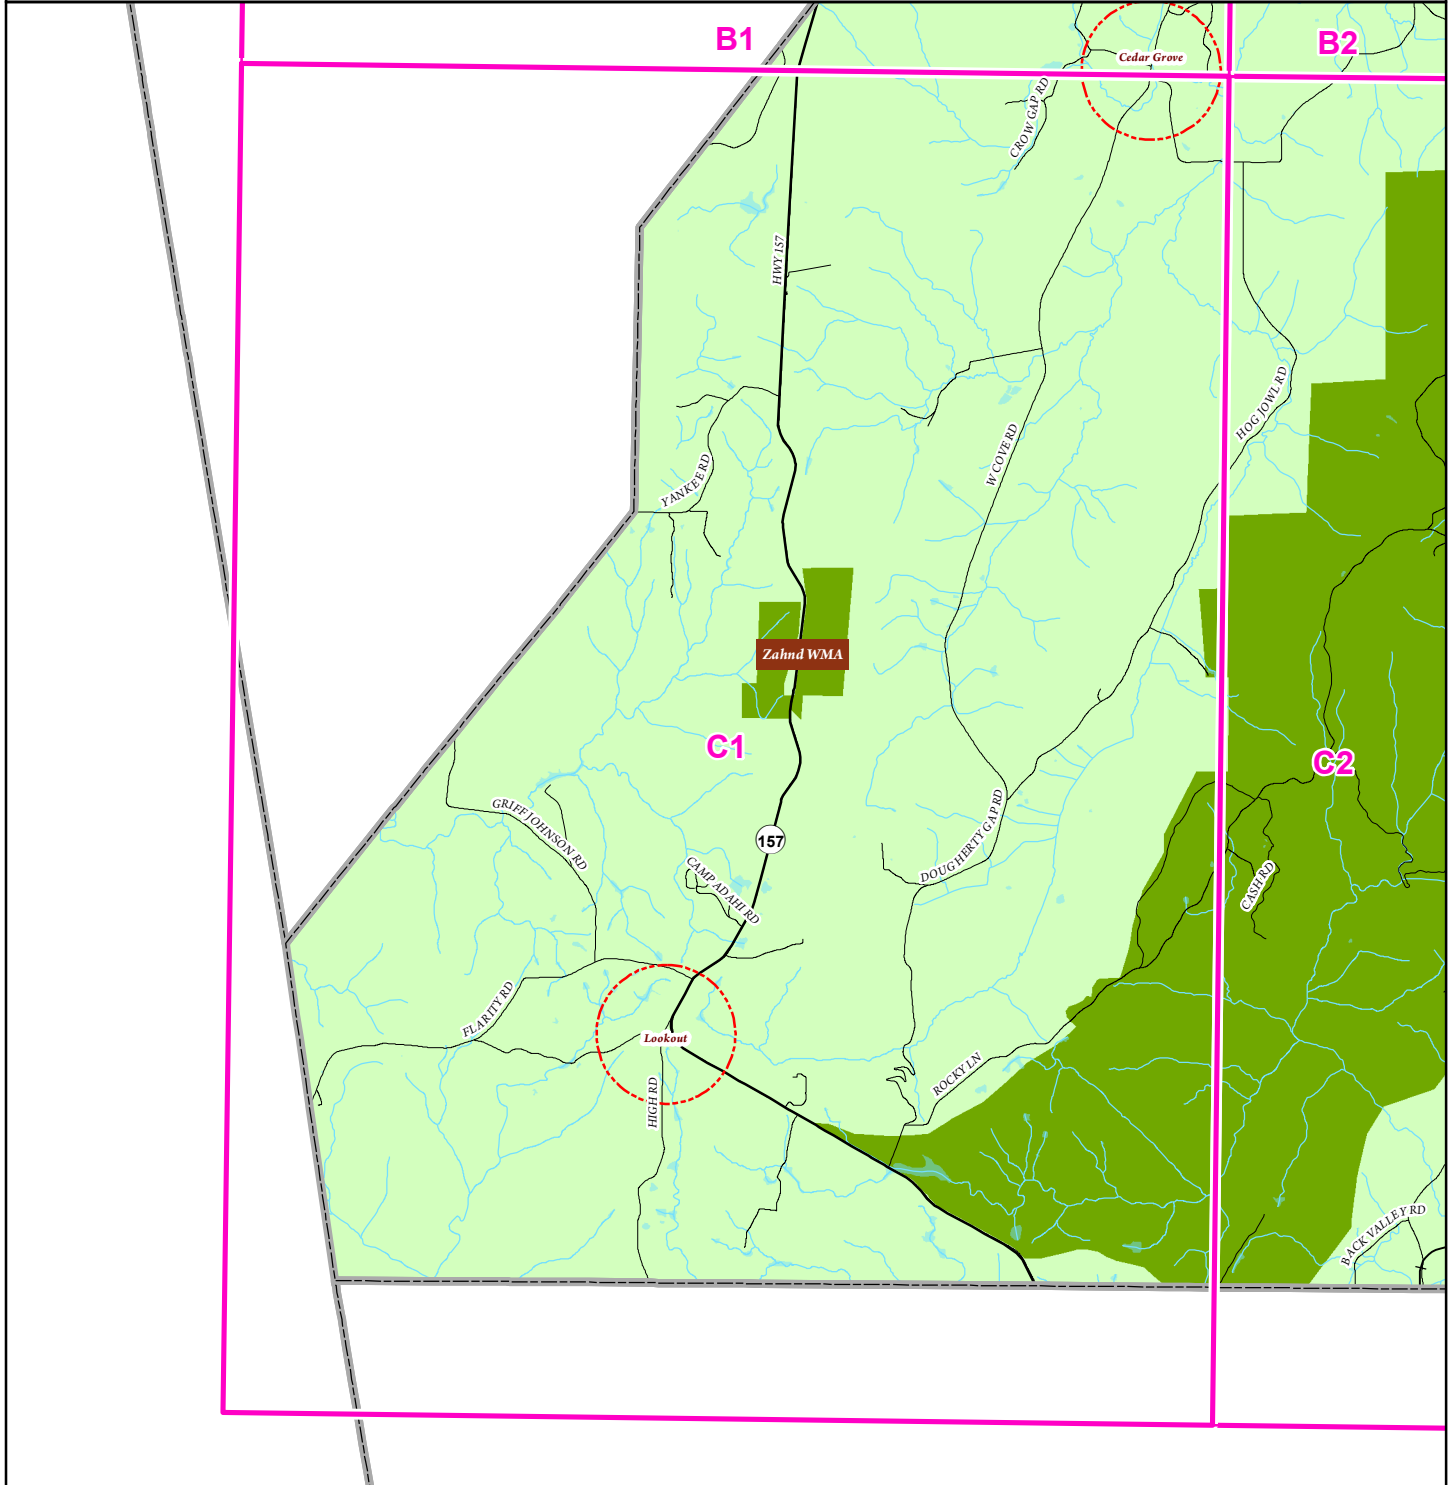 B1
B2
Cedar Grove
CROW GAP RD
HWY 157
HOG JOWL RD
W COVE RD
YANKEE RD
Zahnd WMA
C1
C2
GRIFF JOHNSON RD
157
DOUGHERTY GAP RD
CAMP ADAHI RD
CASH RD
FLARITY RD
Lookout
ROCKY LN
HIGH RD
BACK VALLEY RD